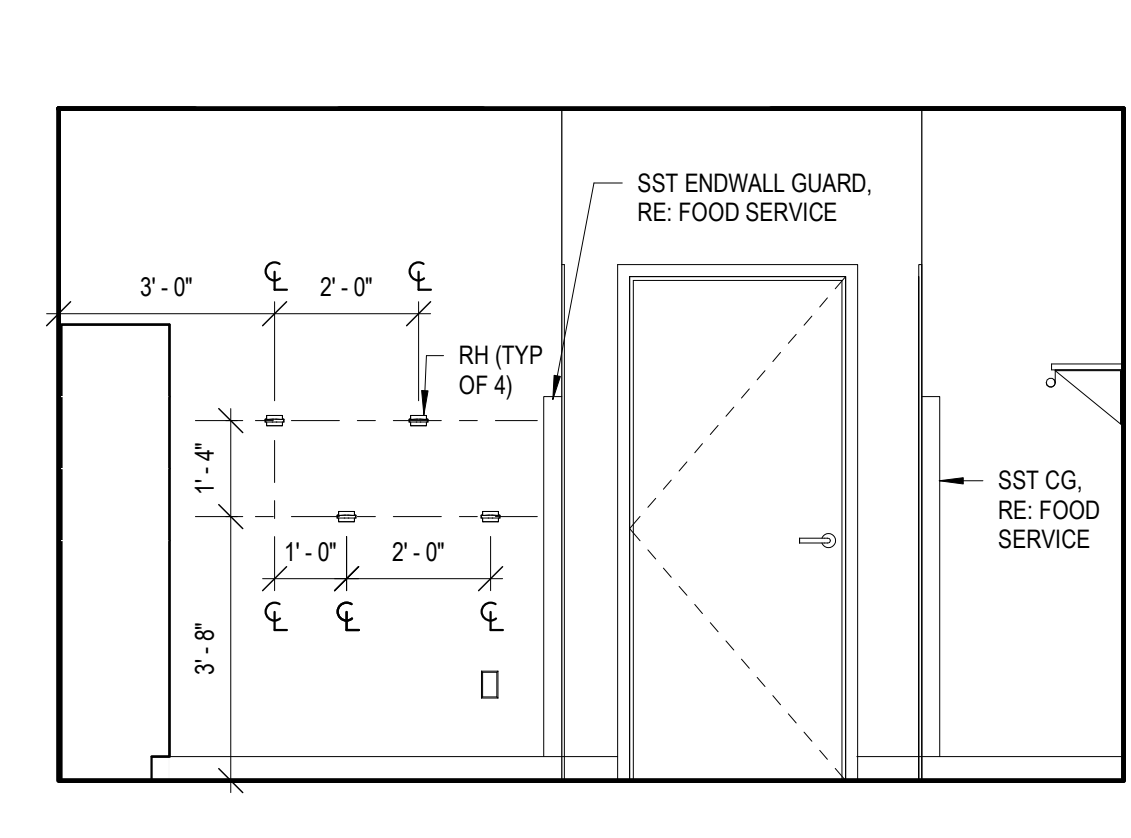 SST ENDWALL GUARD,
RE: FOOD SERVICE
℄
℄
3' - 0"
2' - 0"
RH (TYP
OF 4)
1' - 4"
SST CG,
RE: FOOD
SERVICE
1' - 0"
2' - 0"
℄
℄
℄
3' - 8"